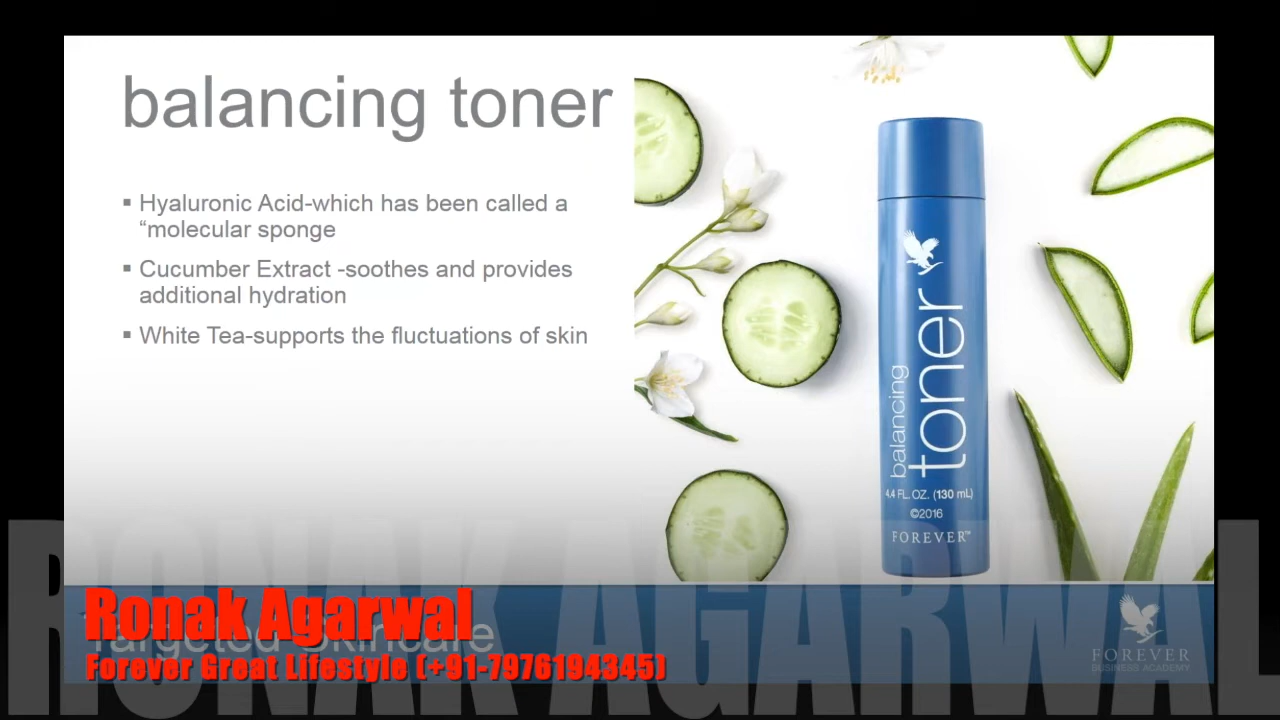 balancing toner
▪ Hyaluronic Acid-which has been called a
“molecular sponge
▪ Cucumber Extract -soothes and provides
additional hydration
▪ White Tea-supports the fluctuations of skin
balancing
toner
4.4 FL. OZ. (130 mL)
©2016
FOREVER™
RONAK AGARWAL
Ronak Agarwal
Targeted Skincare
Forever Great Lifestyle (+91-7976194345)
FOREVER
BUSINESS ACADEMY